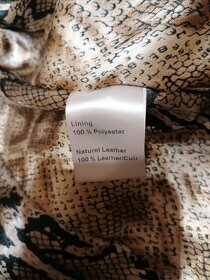 Lining
100 % Polyester
Naturel Leather
100 % Leather/Cuir